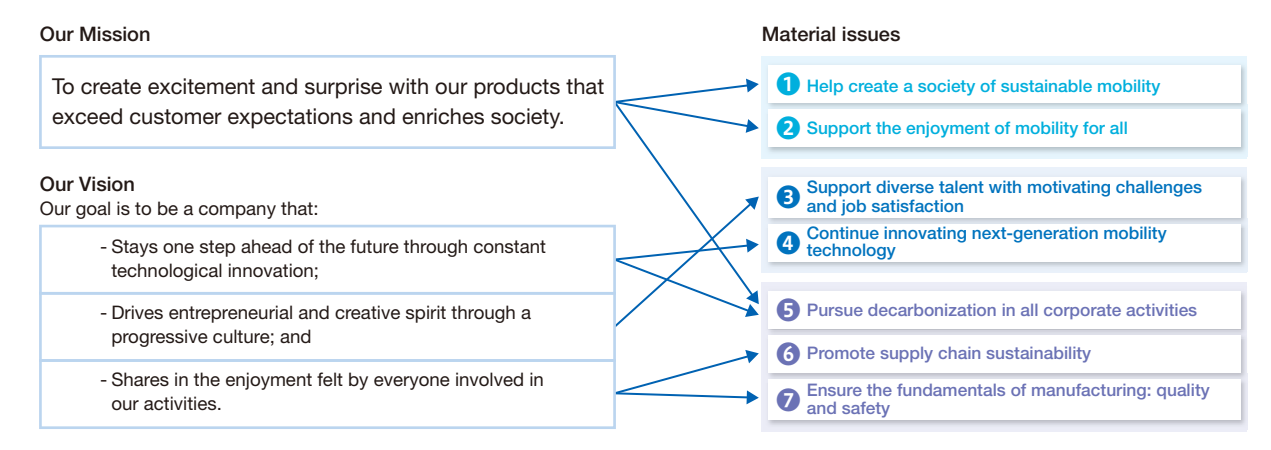 Our Mission
To create excitement and surprise with our products that
exceed customer expectations and enriches society.
Our Vision
Our goal is to be a company that:
- Stays one step ahead of the future through constant
technological innovation;
- Drives entrepreneurial and creative spirit through a
progressive culture; and
- Shares in the enjoyment felt by everyone involved in
our activities.
Material issues
1 Help create a society of sustainable mobility
2 Support the enjoyment of mobility for all
3 Support diverse talent with motivating challenges
and job satisfaction
4 Continue innovating next-generation mobility
technology
5 Pursue decarbonization in all corporate activities
6 Promote supply chain sustainability
7 Ensure the fundamentals of manufacturing: quality
and safety